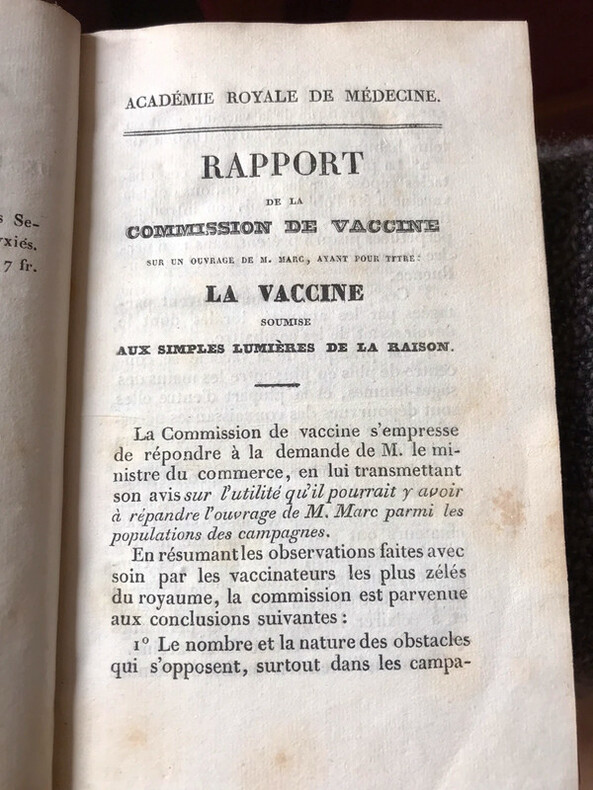 s Se-
yxiés.
7 fr.
ACADÉMIE ROYALE DE MÉDECINE.
RAPPORT
DE LA
COMMISSION DE VACCINE
SUR UN OUVRAGE DE M. MARC, AYANT POUR TITRE:
LA VACCINE
SOUMISE
AUX SIMPLES LUMIÈRES DE LA RAISON.
La Commission de vaccine s'empresse
de répondre à la demande de M. le mi-
nistre du commerce, en lui transmettant
son avis sur l'utilité qu'il pourrait y avoir
à répandre l'ouvrage de M. Marc parmi les
populations des campagnes.
En résumant les observations faites avec
soin par les vaccinateurs les plus zélés
du royaume, la commission est parvenue
aux conclusions suivantes :
1º Le nombre et la nature des obstacles
qui s'opposent, surtout dans les campa-